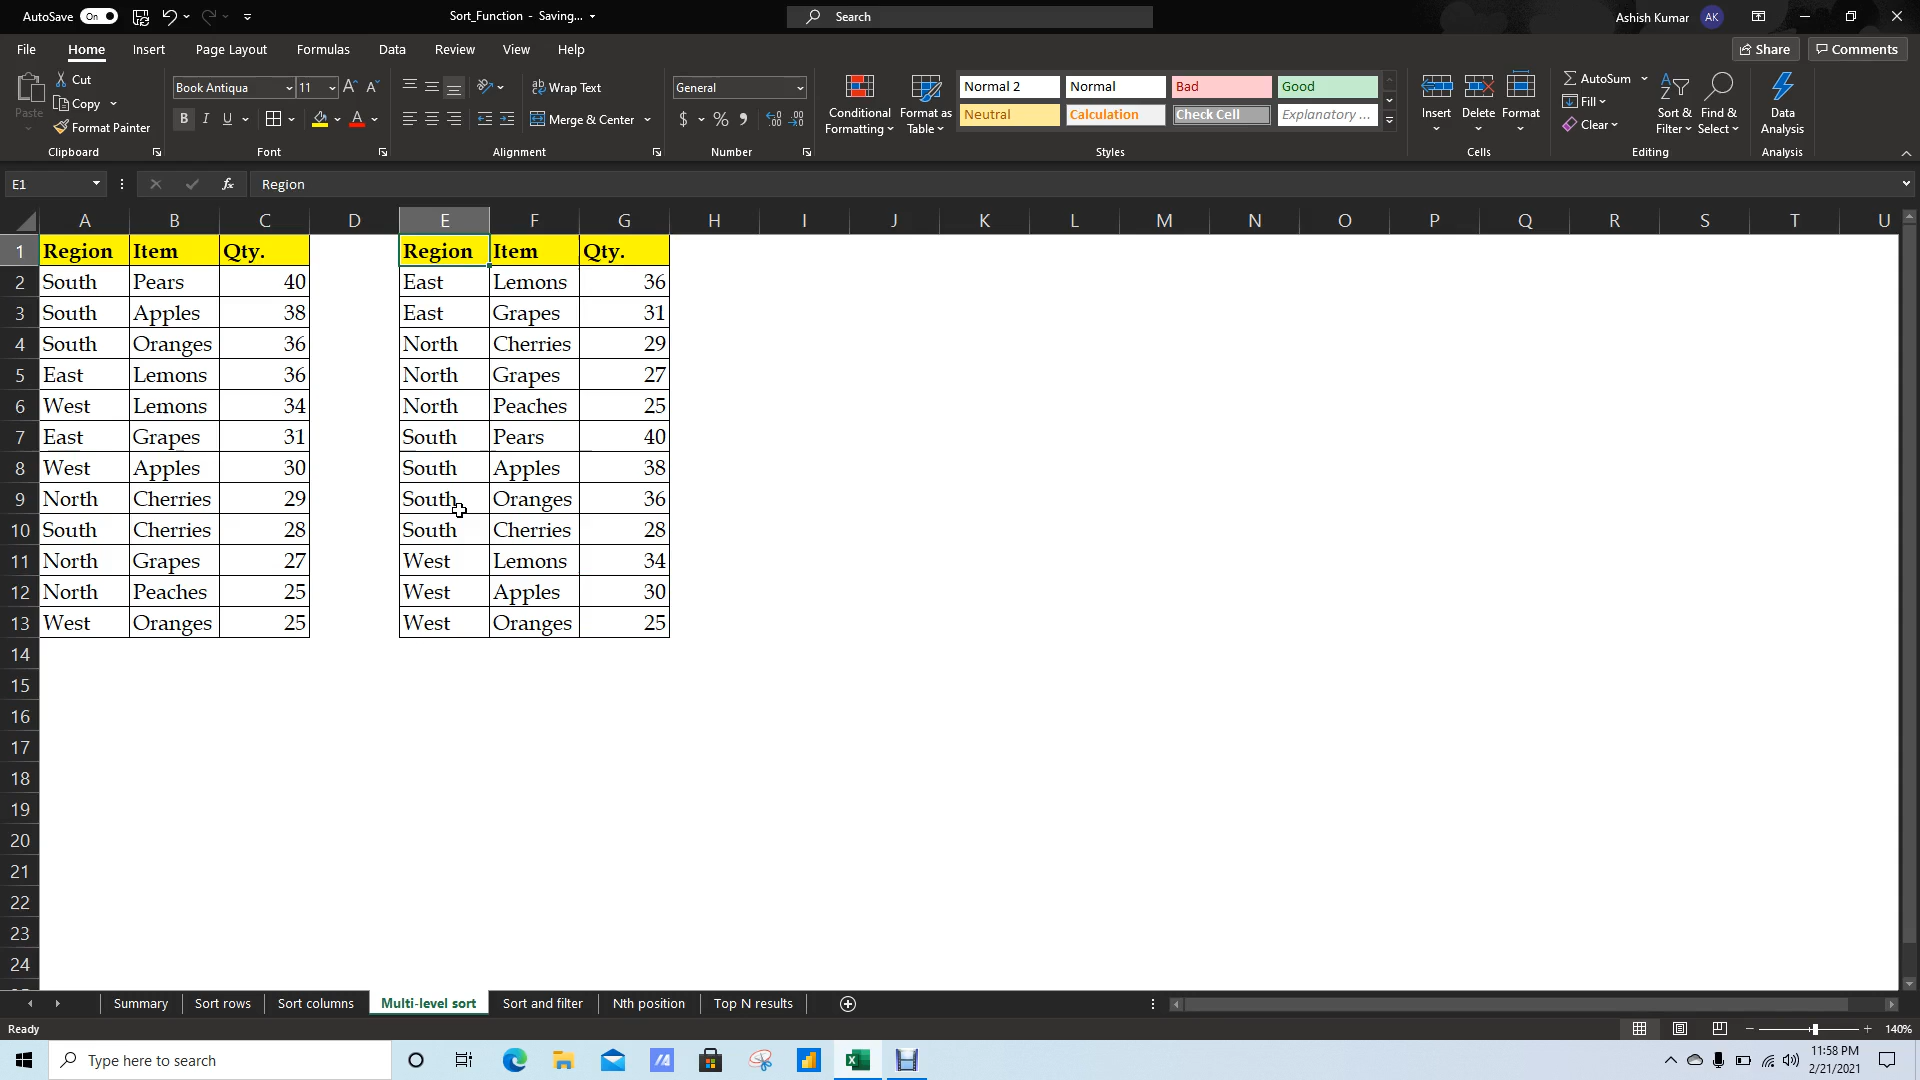 AutoSave On Sort_Function - Saving... Search Ashish Kumar AK
File Home Insert Page Layout Formulas Data Review View Help Share Comments
Paste Cut Copy Format Painter Clipboard
Book Antiqua 11 A A B I U A Font
ab Wrap Text Merge & Center Alignment
General $ % 9 Number
Conditional Formatting Format as Table
Normal 2 Normal Bad Good
Neutral Calculation Check Cell Explanatory ...
Styles
Insert Delete Format Cells
AutoSum Fill Clear Sort & Filter Find & Select Editing
Data Analysis Analysis
E1 fx Region
A B C D E F G H I J K L M N O P Q R S T U
1 Region Item Qty. Region Item Qty.
2 South Pears 40 East Lemons 36
3 South Apples 38 East Grapes 31
4 South Oranges 36 North Cherries 29
5 East Lemons 36 North Grapes 27
6 West Lemons 34 North Peaches 25
7 East Grapes 31 South Pears 40
8 West Apples 30 South Apples 38
9 North Cherries 29 South Oranges 36
10 South Cherries 28 South Cherries 28
11 North Grapes 27 West Lemons 34
12 North Peaches 25 West Apples 30
13 West Oranges 25 West Oranges 25
14
15
16
17
18
19
20
21
22
23
24
Summary Sort rows Sort columns Multi-level sort Sort and filter Nth position Top N results
Ready 140%
Type here to search 11:58 PM
2/21/2021